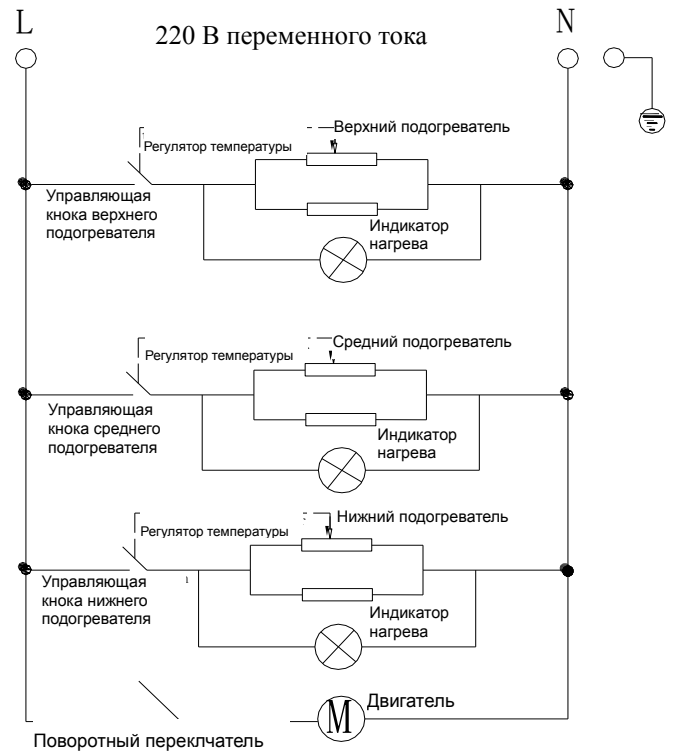 L
N
220 В переменного тока
Верхний подогреватель
Регулятор температуры
Управляющая
кнока верхнего
подогревателя
Индикатор
нагрева
Средний подогреватель
Регулятор температуры
Управляющая
кнока среднего
подогревателя
Индикатор
нагрева
Нижний подогреватель
Регулятор температуры
Управляющая
кнока нижнего
подогревателя
1
Индикатор
нагрева
Двигатель
M
Поворотный переклчатель